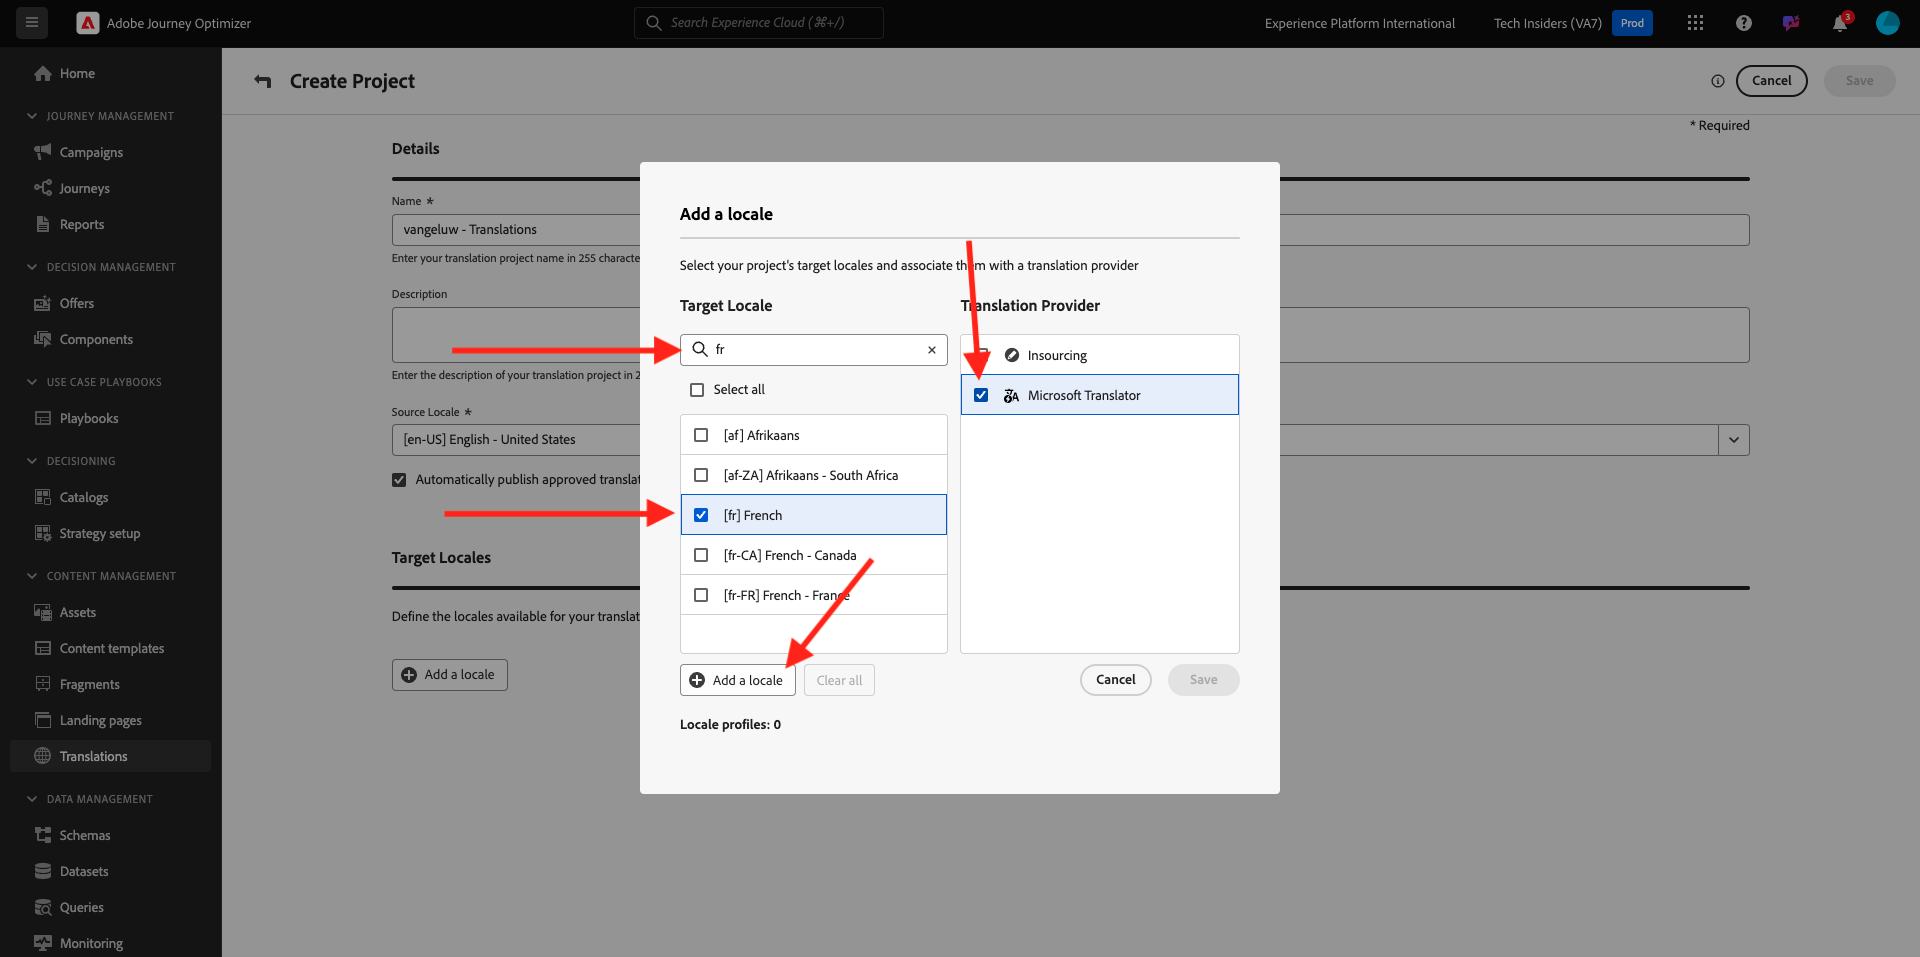 Adobe Journey Optimizer
Search Experience Cloud (⌘+/)
Experience Platform International
Tech Insiders (VA7)
Prod
3
Home
JOURNEY MANAGEMENT
Campaigns
Journeys
Reports
DECISION MANAGEMENT
Offers
Components
USE CASE PLAYBOOKS
Playbooks
DECISIONING
Catalogs
Strategy setup
CONTENT MANAGEMENT
Assets
Content templates
Fragments
Landing pages
Translations
DATA MANAGEMENT
Schemas
Datasets
Queries
Monitoring
Create Project
Cancel
Save
* Required
Details
Name *
vangeluw - Translations
Enter your translation project name in 255 characte
Description
Enter the description of your translation project in 2
Source Locale *
[en-US] English - United States
Automatically publish approved translat
Target Locales
Define the locales available for your translat
Add a locale
Add a locale
Select your project's target locales and associate them with a translation provider
Target Locale
fr
Select all
[af] Afrikaans
[af-ZA] Afrikaans - South Africa
[fr] French
[fr-CA] French - Canada
[fr-FR] French - France
Add a locale
Clear all
Locale profiles: 0
Translation Provider
Insourcing
Microsoft Translator
Cancel
Save